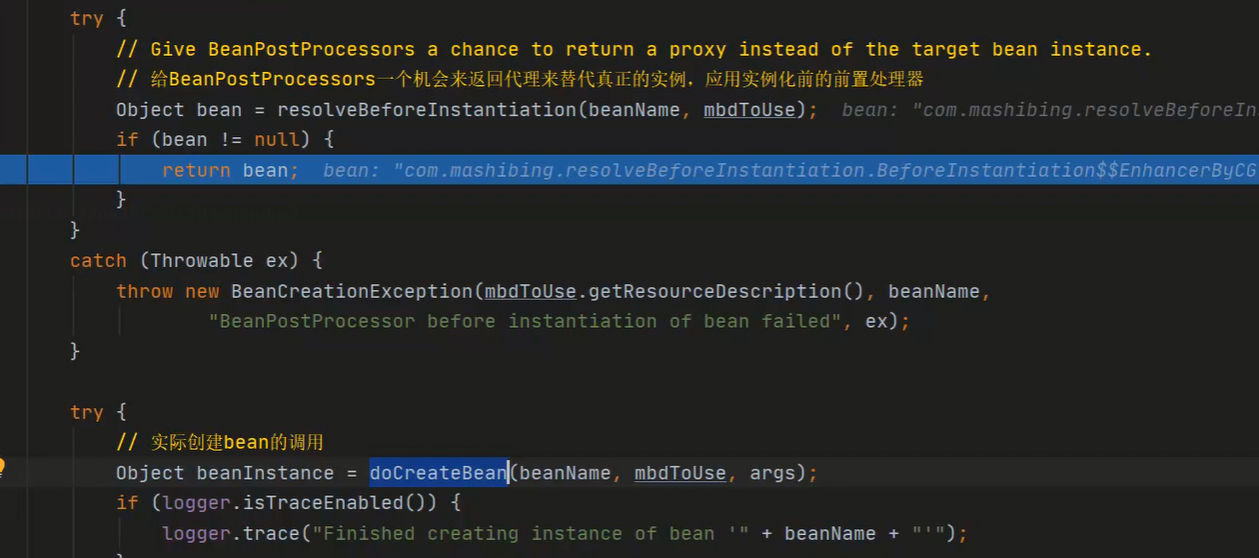 try {
// Give BeanPostProcessors a chance to return a proxy instead of the target bean instance.
// 给BeanPostProcessors一个机会来返回代理来替代真正的实例，应用实例化前的前置处理器
Object bean = resolveBeforeInstantiation(beanName, mbdToUse); bean: "com.mashibing.resolveBeforeIn
if (bean != null) {
return bean; bean: "com.mashibing.resolveBeforeInstantiation.BeforeInstantiation$$EnhancerByCG
}
}
catch (Throwable ex) {
throw new BeanCreationException(mbdToUse.getResourceDescription(), beanName,
"BeanPostProcessor before instantiation of bean failed", ex);
}
try {
// 实际创建bean的调用
Object beanInstance = doCreateBean(beanName, mbdToUse, args);
if (logger.isTraceEnabled()) {
logger.trace("Finished creating instance of bean '" + beanName + "'");